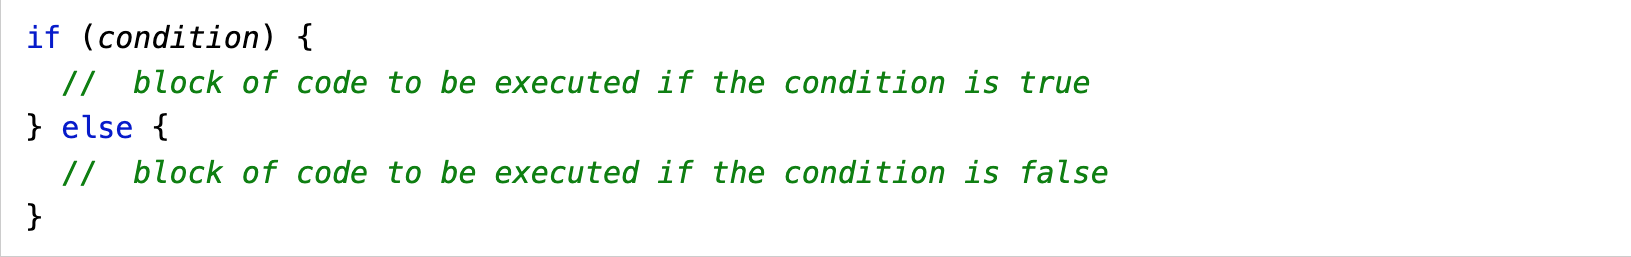 if (condition) {
  //  block of code to be executed if the condition is true
} else {
  //  block of code to be executed if the condition is false
}